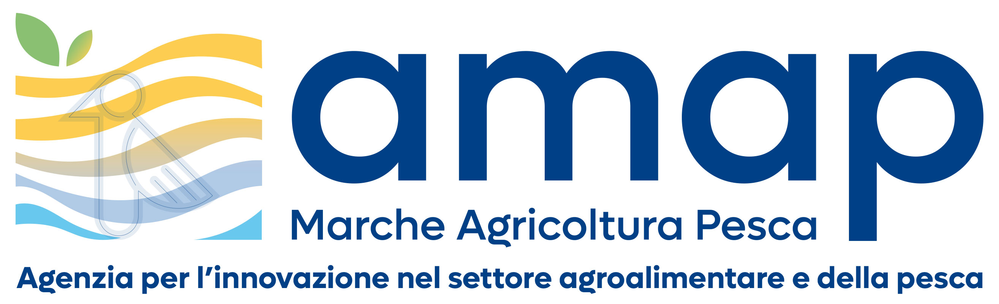 amap
Marche Agricoltura Pesca
Agenzia per l’innovazione nel settore agroalimentare e della pesca